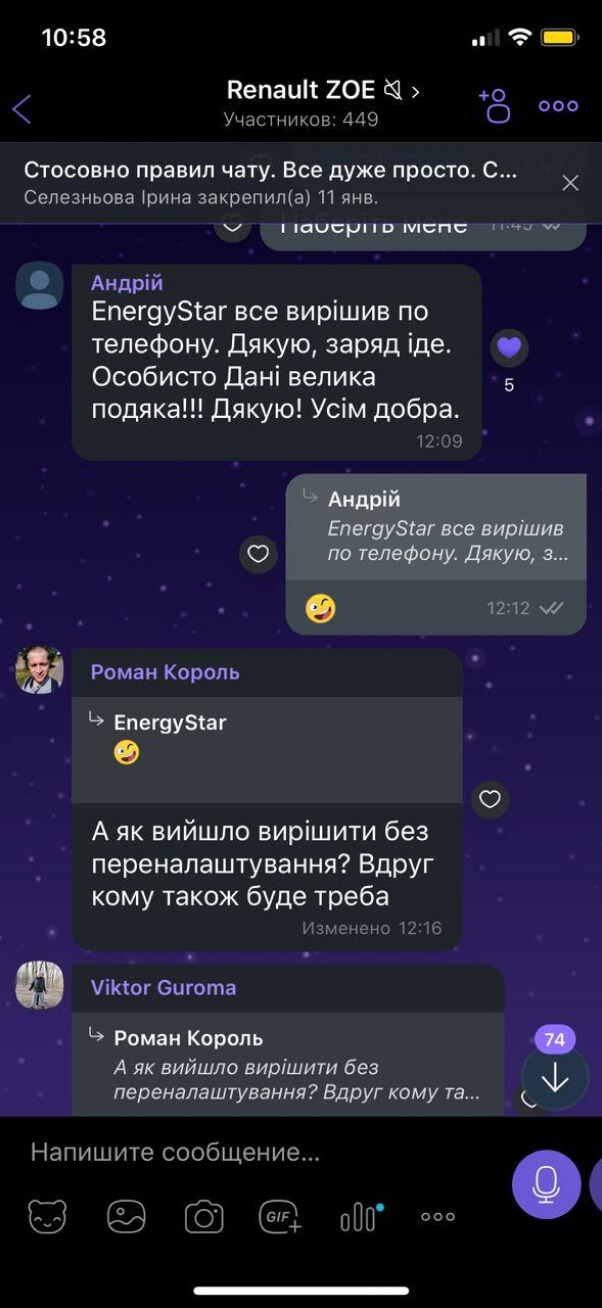 10:58
Renault ZOE
Участников: 449
Стосовно правил чату. Все дуже просто. С...
Селезньова Ірина закрепил(а) 11 янв.
Наберіть мене 11:45
Андрій
EnergyStar все вирішив по
телефону. Дякую, заряд іде.
Особисто Дані велика
подяка!!! Дякую! Усім добра.
12:09
5
Андрій
EnergyStar все вирішив
по телефону. Дякую, з...
12:12
Роман Король
EnergyStar
А як вийшло вирішити без
переналаштування? Вдруг
кому також буде треба
Изменено 12:16
Viktor Guroma
Роман Король
А як вийшло вирішити без
переналаштування? Вдруг кому та...
74
Напишите сообщение...
GIF